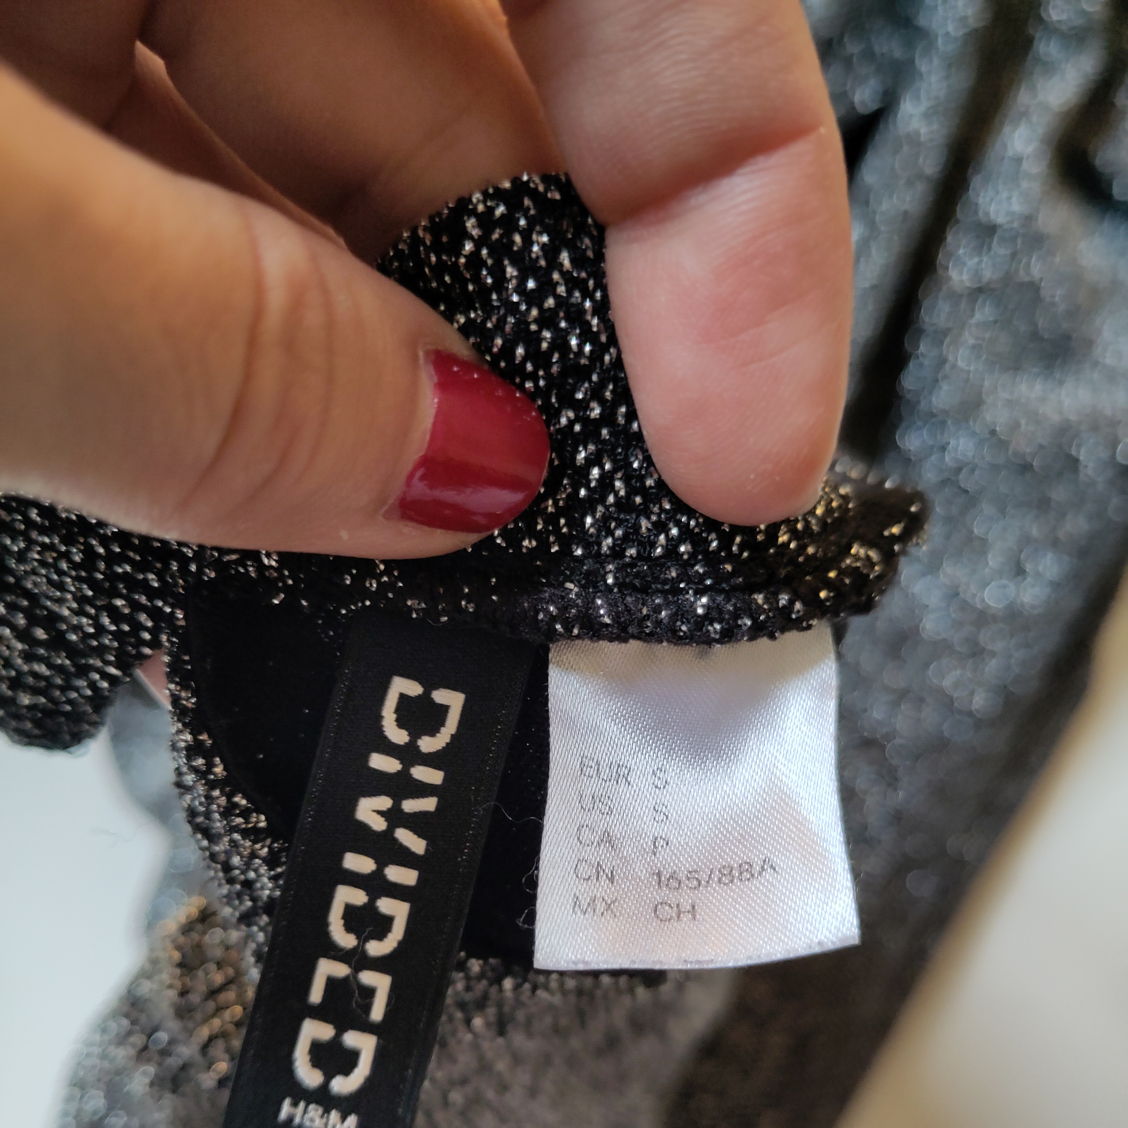 DIVIDED
H&M
EUR S
US S
CA P
CN 165/88A
MX CH